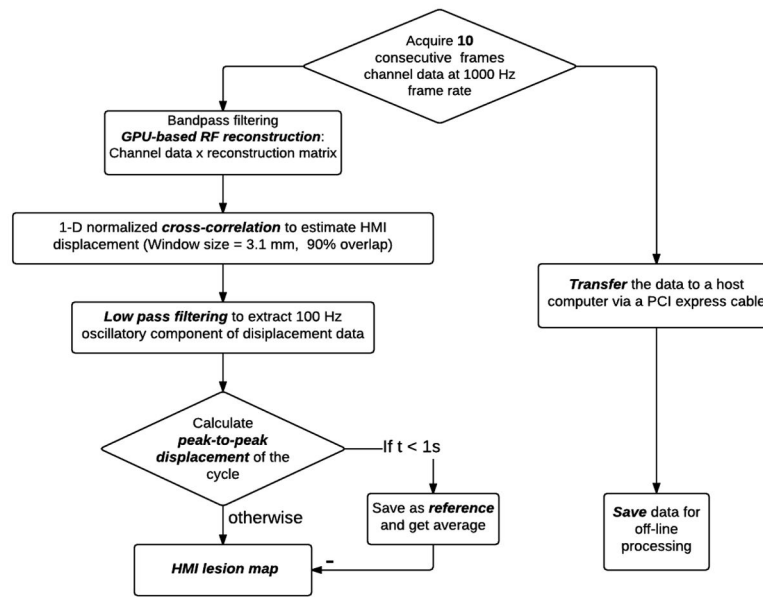 Acquire 10
consecutive frames
channel data at 1000 Hz
frame rate
Bandpass filtering
GPU-based RF reconstruction:
Channel data x reconstruction matrix
1-D normalized cross-correlation to estimate HMI
displacement (Window size = 3.1 mm, 90% overlap)
Transfer the data to a host
computer via a PCI express cable
Low pass filtering to extract 100 Hz
oscillatory component of disiplacement data
Calculate
peak-to-peak
displacement of the
cycle
If t < 1s
Save as reference
and get average
otherwise
HMI lesion map
-
Save data for
off-line
processing